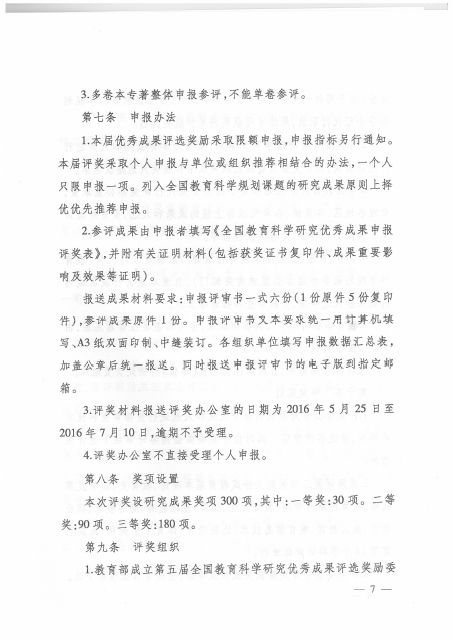 3.多卷本专著整体申报参评,不能单卷参评。
第七条 申报办法
1.本届优秀成果评选奖励采取限额申报,申报指标另行通知。
本届评奖采取个人申报与单位或组织推荐相结合的办法,一个人
只限申报一项。列入全国教育科学规划课题的研究成果原则上择
优优先推荐申报。
2.参评成果由申报者填写《全国教育科学研究优秀成果申报
评奖表》,并附有关证明材料(包括获奖证书复印件、成果重要影
响及效果等证明)。
报送成果材料要求:申报评审书一式六份(1份原件5份复印
件),参评成果原件1份。申报评审书文本要求统一用计算机填
写、A3纸双面印制、中缝装订。各组织单位填写申报数据汇总表,
加盖公章后统一报送。同时报送申报评审书的电子版到指定邮
箱。
3.评奖材料报送评奖办公室的日期为2016年5月25日至
2016年7月10日,逾期不予受理。
4.评奖办公室不直接受理个人申报。
第八条 奖项设置
本次评奖设研究成果奖项300项,其中:一等奖:30项。二等
奖:90项。三等奖:180项。
第九条 评奖组织
1.教育部成立第五届全国教育科学研究优秀成果评选奖励委
— 7 —